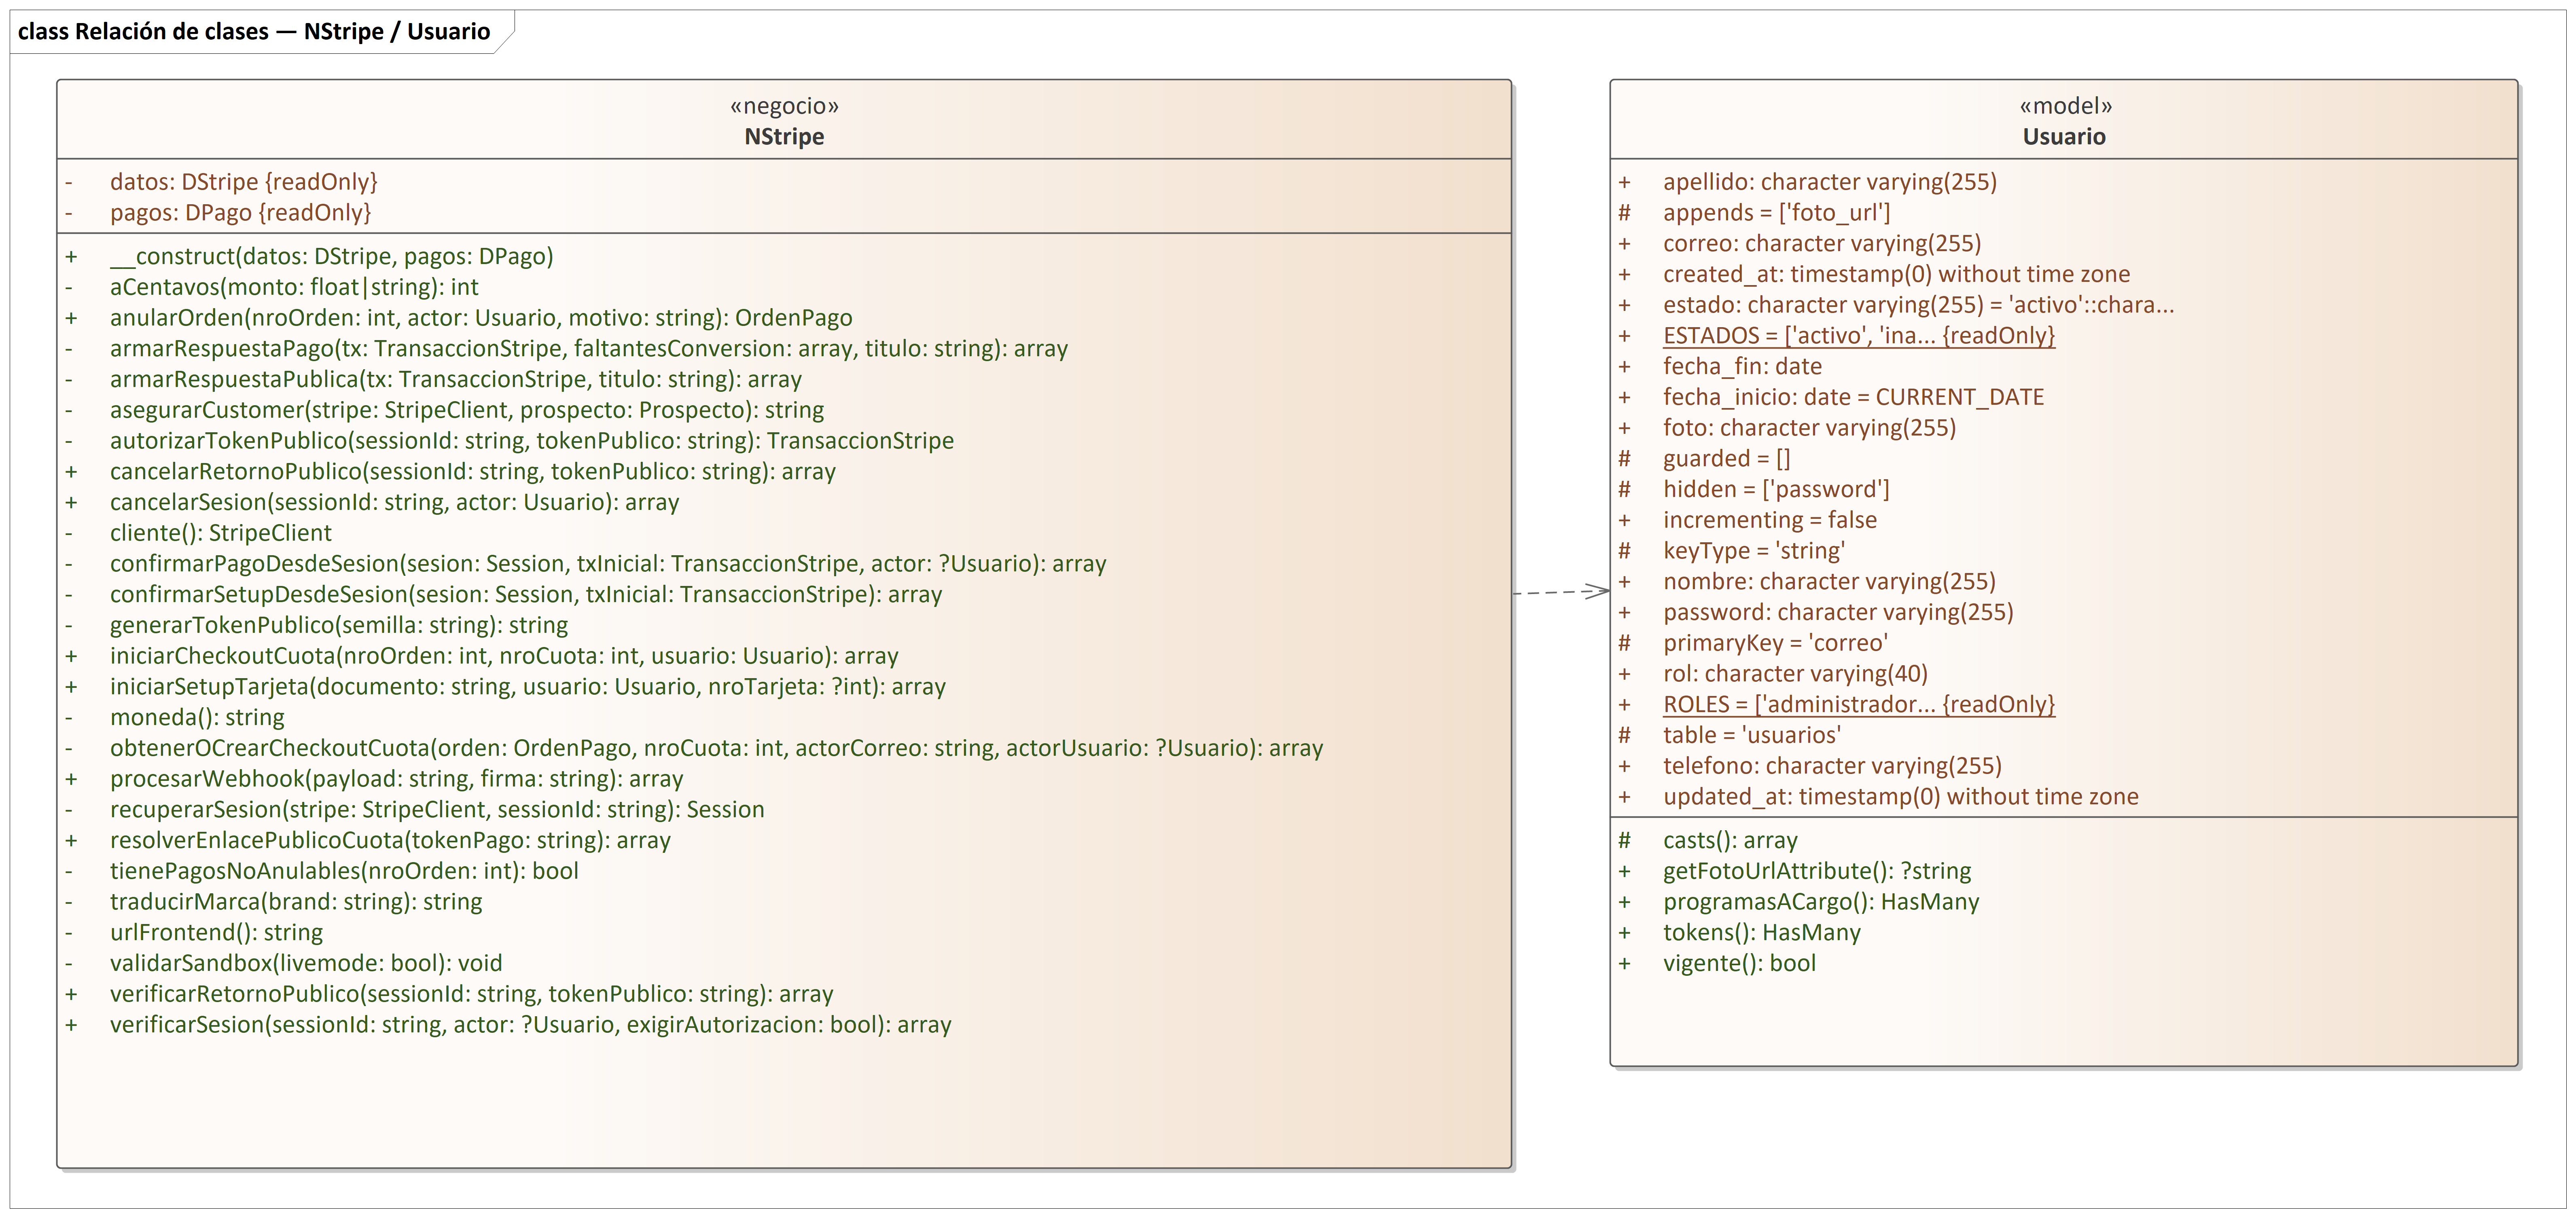 class Relación de clases — NStripe / Usuario
«negocio»
NStripe
- datos: DStripe {readOnly}
- pagos: DPago {readOnly}
+ __construct(datos: DStripe, pagos: DPago)
- aCentavos(monto: float|string): int
+ anularOrden(nroOrden: int, actor: Usuario, motivo: string): OrdenPago
- armarRespuestaPago(tx: TransaccionStripe, faltantesConversion: array, titulo: string): array
- armarRespuestaPublica(tx: TransaccionStripe, titulo: string): array
- asegurarCustomer(stripe: StripeClient, prospecto: Prospecto): string
- autorizarTokenPublico(sessionId: string, tokenPublico: string): TransaccionStripe
+ cancelarRetornoPublico(sessionId: string, tokenPublico: string): array
+ cancelarSesion(sessionId: string, actor: Usuario): array
- cliente(): StripeClient
- confirmarPagoDesdeSesion(sesion: Session, txInicial: TransaccionStripe, actor: ?Usuario): array
- confirmarSetupDesdeSesion(sesion: Session, txInicial: TransaccionStripe): array
- generarTokenPublico(semilla: string): string
+ iniciarCheckoutCuota(nroOrden: int, nroCuota: int, usuario: Usuario): array
+ iniciarSetupTarjeta(documento: string, usuario: Usuario, nroTarjeta: ?int): array
- moneda(): string
- obtenerOCrearCheckoutCuota(orden: OrdenPago, nroCuota: int, actorCorreo: string, actorUsuario: ?Usuario): array
+ procesarWebhook(payload: string, firma: string): array
- recuperarSesion(stripe: StripeClient, sessionId: string): Session
+ resolverEnlacePublicoCuota(tokenPago: string): array
- tienePagosNoAnulables(nroOrden: int): bool
- traducirMarca(brand: string): string
- urlFrontend(): string
- validarSandbox(livemode: bool): void
+ verificarRetornoPublico(sessionId: string, tokenPublico: string): array
+ verificarSesion(sessionId: string, actor: ?Usuario, exigirAutorizacion: bool): array
«model»
Usuario
+ apellido: character varying(255)
# appends = ['foto_url']
+ correo: character varying(255)
+ created_at: timestamp(0) without time zone
+ estado: character varying(255) = 'activo'::chara...
+ ESTADOS = ['activo', 'ina... {readOnly}
+ fecha_fin: date
+ fecha_inicio: date = CURRENT_DATE
+ foto: character varying(255)
# guarded = []
# hidden = ['password']
+ incrementing = false
# keyType = 'string'
+ nombre: character varying(255)
+ password: character varying(255)
# primaryKey = 'correo'
+ rol: character varying(40)
+ ROLES = ['administrador... {readOnly}
# table = 'usuarios'
+ telefono: character varying(255)
+ updated_at: timestamp(0) without time zone
# casts(): array
+ getFotoUrlAttribute(): ?string
+ programasACargo(): HasMany
+ tokens(): HasMany
+ vigente(): bool